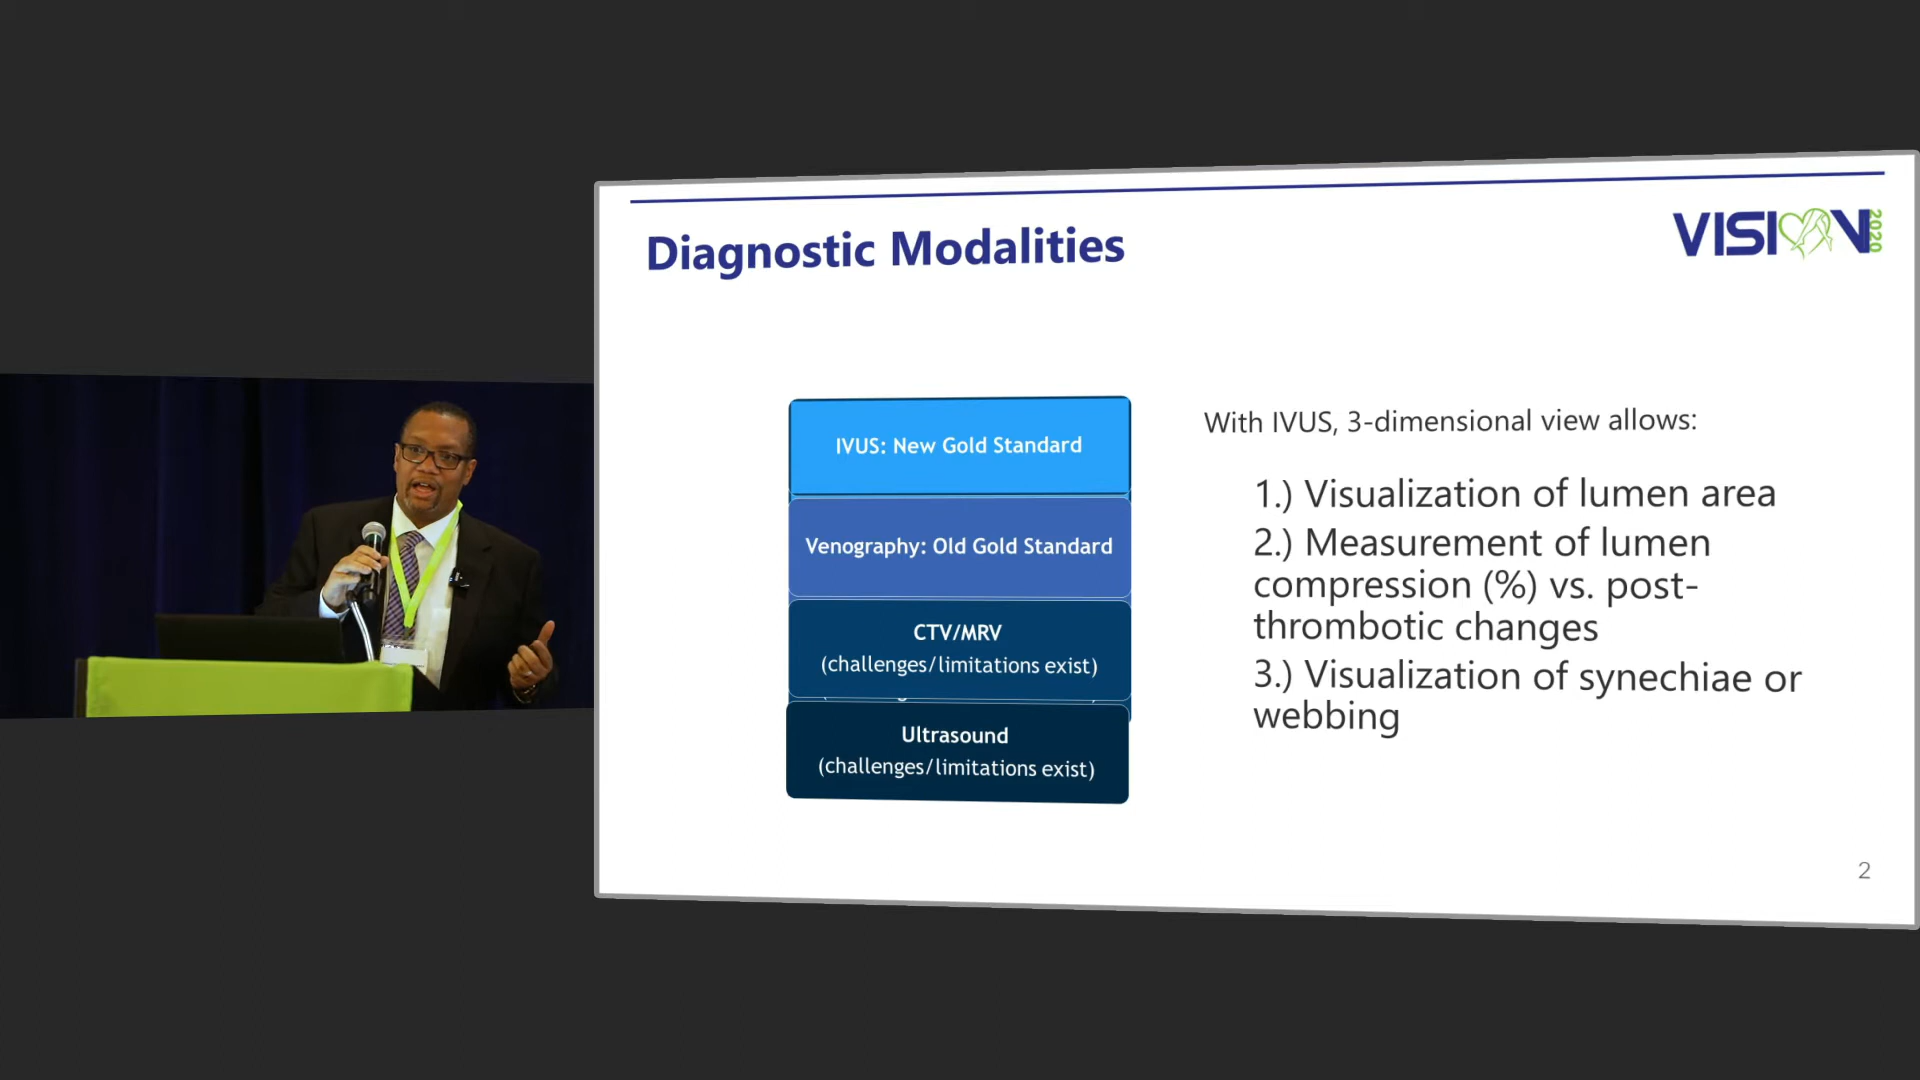 Diagnostic Modalities
VISION 2020
IVUS: New Gold Standard
Venography: Old Gold Standard
CTV/MRV
(challenges/limitations exist)
Ultrasound
(challenges/limitations exist)
With IVUS, 3-dimensional view allows:
1.) Visualization of lumen area
2.) Measurement of lumen
compression (%) vs. post-
thrombotic changes
3.) Visualization of synechiae or
webbing
2